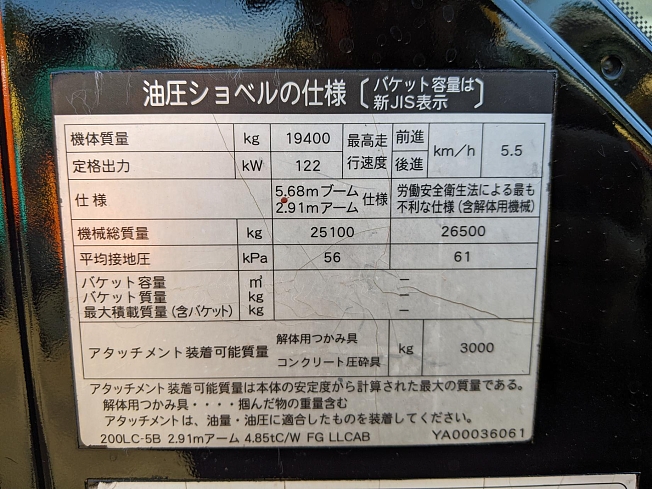 油圧ショベルの仕様〔バケット容量は新JIS表示〕
機体質量 kg 19400 最高走行速度 前進 後進 km/h 5.5
定格出力 kW 122
仕様 5.68mブーム 2.91mアーム 仕様 労働安全衛生法による最も不利な仕様（含解体用機械）
機械総質量 kg 25100 26500
平均接地圧 kPa 56 61
バケット容量 ㎥ −
バケット質量 kg −
最大積載質量（含バケット） kg −
アタッチメント装着可能質量 解体用つかみ具 コンクリート圧砕具 kg 3000
アタッチメント装着可能質量は本体の安定度から計算された最大の質量である。
解体用つかみ具・・・・掴んだ物の重量含む
アタッチメントは、油量・油圧に適合したものを装着してください。
200LC-5B 2.91mアーム 4.85tC/W FG LLCAB YA00036061